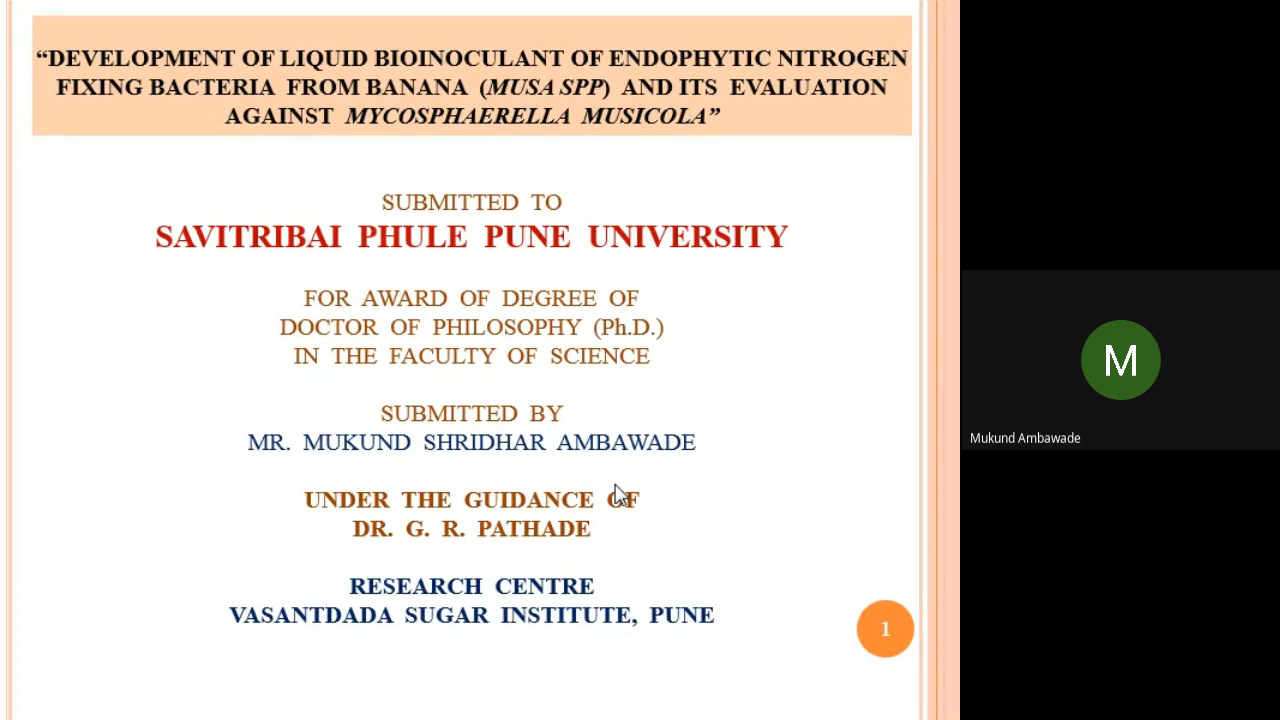 “DEVELOPMENT OF LIQUID BIOINOCULANT OF ENDOPHYTIC NITROGEN
FIXING BACTERIA FROM BANANA (MUSA SPP) AND ITS EVALUATION
AGAINST MYCOSPHAERELLA MUSICOLA”
SUBMITTED TO
SAVITRIBAI PHULE PUNE UNIVERSITY
FOR AWARD OF DEGREE OF
DOCTOR OF PHILOSOPHY (Ph.D.)
IN THE FACULTY OF SCIENCE
SUBMITTED BY
MR. MUKUND SHRIDHAR AMBAWADE
UNDER THE GUIDANCE OF
DR. G. R. PATHADE
RESEARCH CENTRE
VASANTDADA SUGAR INSTITUTE, PUNE
1
M
Mukund Ambawade